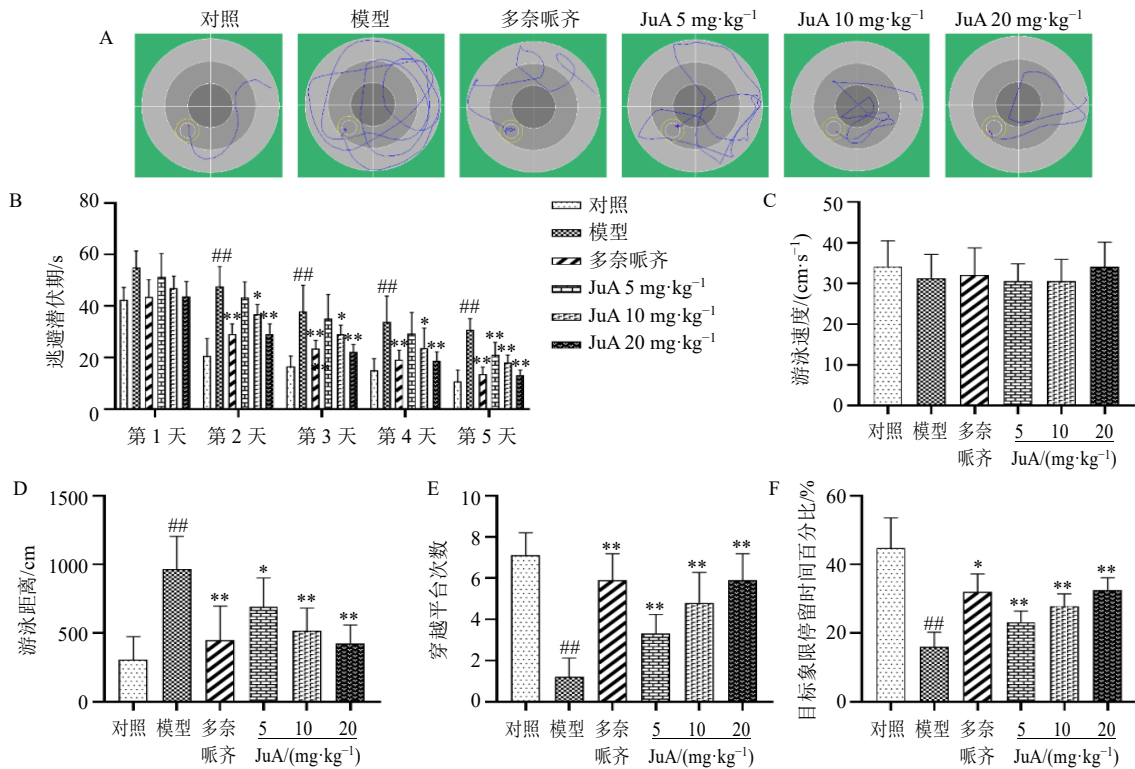 对照 模型 多奈哌齐 JuA 5 mg·kg⁻¹ JuA 10 mg·kg⁻¹ JuA 20 mg·kg⁻¹
A
B
逃避潜伏期/s
80
60
40
20
0
## ## ## ##
* ** ** ** * ** ** ** * ** ** ** ** ** **
第 1 天 第 2 天 第 3 天 第 4 天 第 5 天
对照
模型
多奈哌齐
JuA 5 mg·kg⁻¹
JuA 10 mg·kg⁻¹
JuA 20 mg·kg⁻¹
C
游泳速度/(cm·s⁻¹)
50
40
30
20
10
0
对照 模型 多奈哌齐 5 10 20
JuA/(mg·kg⁻¹)
D
游泳距离/cm
1500
1000
500
0
## ** * ** **
对照 模型 多奈哌齐 5 10 20
JuA/(mg·kg⁻¹)
E
穿越平台次数
8
6
4
2
0
## ** ** ** **
对照 模型 多奈哌齐 5 10 20
JuA/(mg·kg⁻¹)
F
目标象限停留时间百分比/%
60
40
20
0
## * ** ** **
对照 模型 多奈哌齐 5 10 20
JuA/(mg·kg⁻¹)